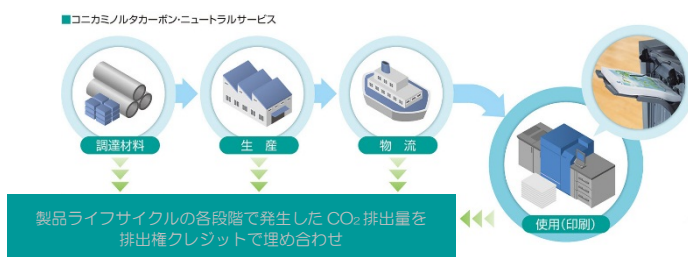 ■コニカミノルタカーボン・ニュートラルサービス
調達材料
生 産
物 流
使用(印刷)
製品ライフサイクルの各段階で発生した CO₂ 排出量を
排出権クレジットで埋め合わせ